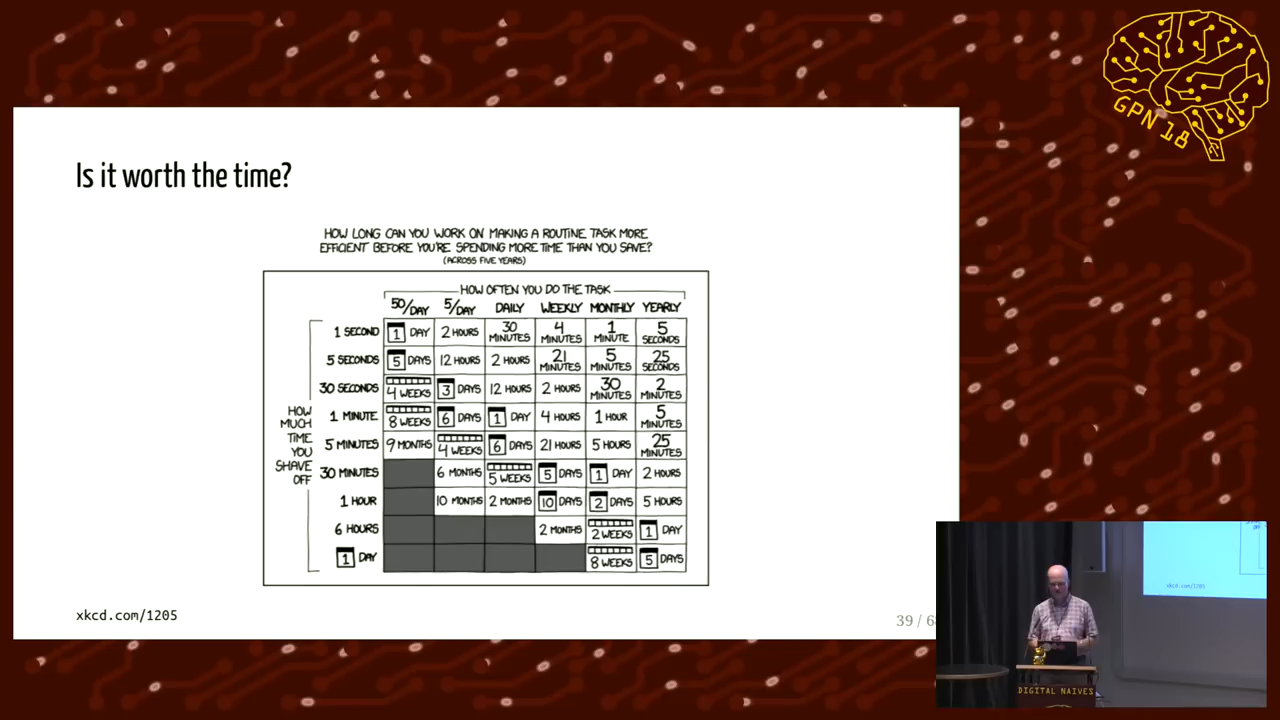 GPN 18
Is it worth the time?
HOW LONG CAN YOU WORK ON MAKING A ROUTINE TASK MORE
EFFICIENT BEFORE YOU'RE SPENDING MORE TIME THAN YOU SAVE?
(ACROSS FIVE YEARS)
HOW OFTEN YOU DO THE TASK
50/DAY 5/DAY DAILY WEEKLY MONTHLY YEARLY
HOW MUCH TIME YOU SHAVE OFF
1 SECOND 1 DAY 2 HOURS 30 MINUTES 4 MINUTES 1 MINUTE 5 SECONDS
5 SECONDS 5 DAYS 12 HOURS 2 HOURS 21 MINUTES 5 MINUTES 25 SECONDS
30 SECONDS 4 WEEKS 3 DAYS 12 HOURS 2 HOURS 30 MINUTES 2 MINUTES
1 MINUTE 8 WEEKS 6 DAYS 1 DAY 4 HOURS 1 HOUR 5 MINUTES
5 MINUTES 9 MONTHS 4 WEEKS 6 DAYS 21 HOURS 5 HOURS 25 MINUTES
30 MINUTES 6 MONTHS 5 WEEKS 5 DAYS 1 DAY 2 HOURS
1 HOUR 10 MONTHS 2 MONTHS 10 DAYS 2 DAYS 5 HOURS
6 HOURS 2 MONTHS 2 WEEKS 1 DAY
1 DAY 8 WEEKS 5 DAYS
xkcd.com/1205
39 /
xkcd.com/1205
DIGITAL NAIVES